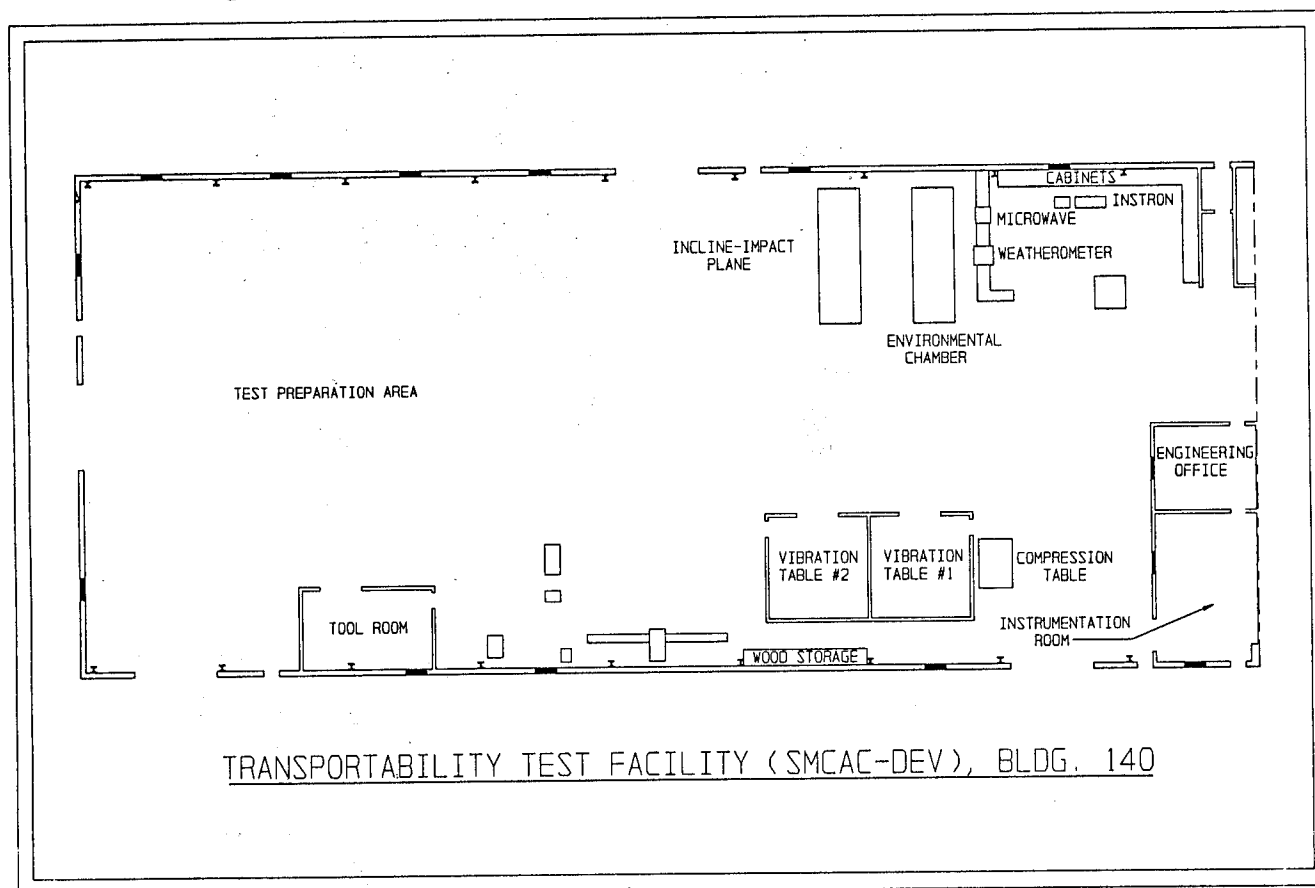 CABINETS
INSTRON
MICROWAVE
INCLINE-IMPACT
PLANE
WEATHEROMETER
ENVIRONMENTAL
CHAMBER
TEST PREPARATION AREA
ENGINEERING
OFFICE
VIBRATION
TABLE #2
VIBRATION
TABLE #1
COMPRESSION
TABLE
TOOL ROOM
INSTRUMENTATION
ROOM
WOOD STORAGE
TRANSPORTABILITY TEST FACILITY (SMCAC-DEV), BLDG. 140